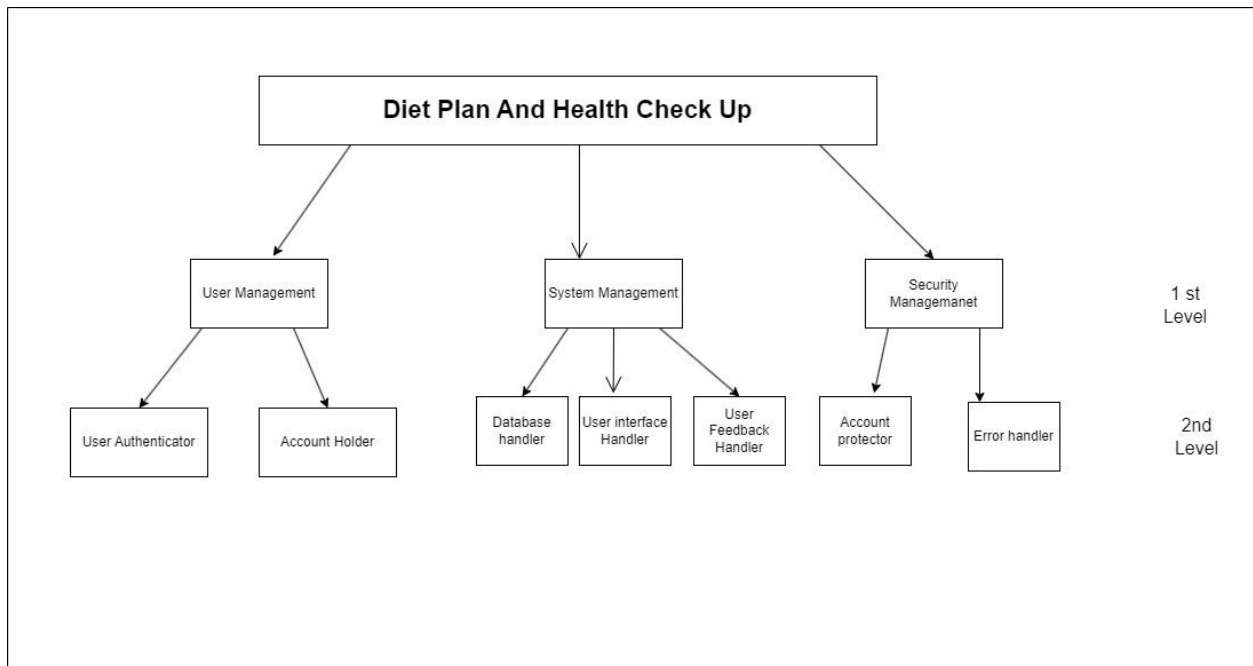 Diet Plan And Health Check Up
User Management
System Management
Security
Managemanet
1 st
Level
User Authenticator
Account Holder
Database
handler
User interface
Handler
User
Feedback
Handler
Account
protector
Error handler
2nd
Level